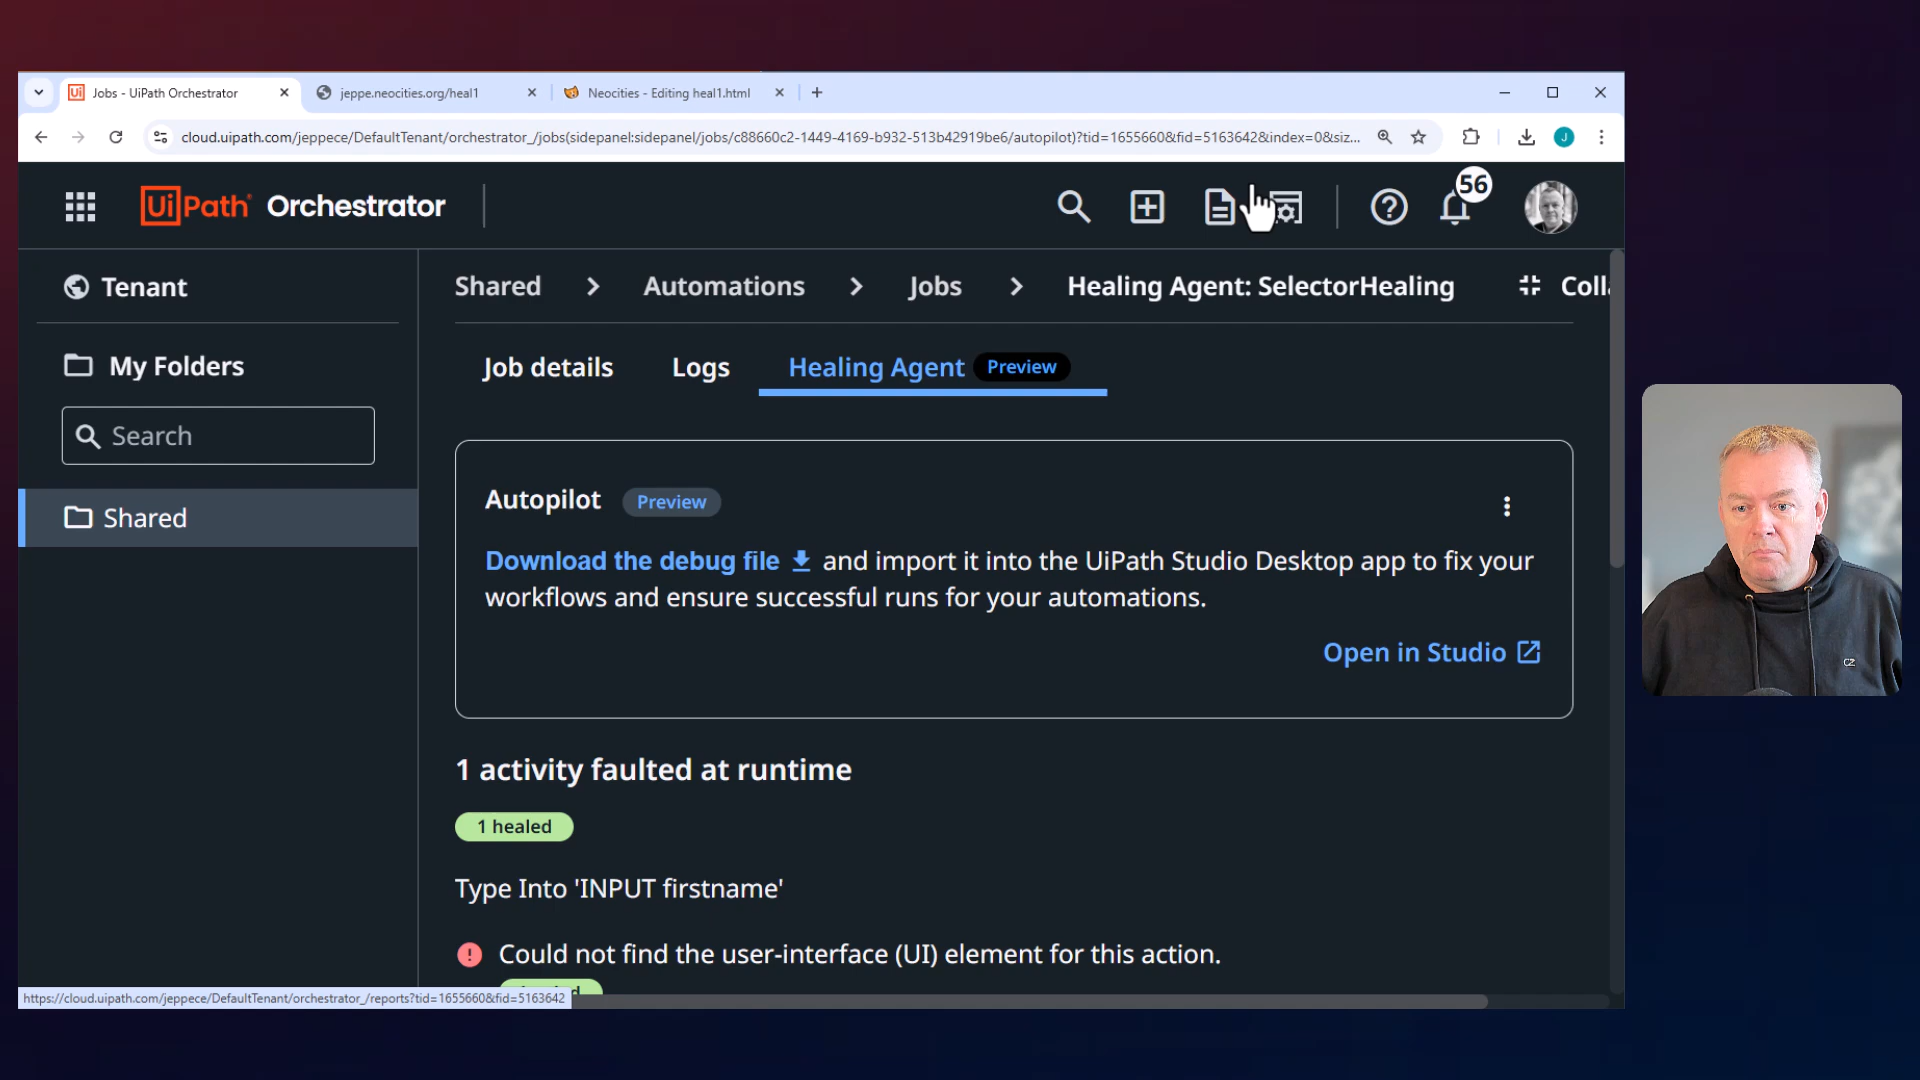 Jobs - UiPath Orchestrator
jeppe.neocities.org/heal1
Neocities - Editing heal1.html
cloud.uipath.com/jeppece/DefaultTenant/orchestrator_/jobs(sidepanel:sidepanel/jobs/c88660c2-1449-4169-b932-513b42919be6/autopilot)?tid=1655660&fid=5163642&index=0&siz...
J
UiPath Orchestrator
56
Tenant
My Folders
Search
Shared
Shared > Automations > Jobs > Healing Agent: SelectorHealing
Job details
Logs
Healing Agent Preview
Autopilot Preview
Download the debug file and import it into the UiPath Studio Desktop app to fix your
workflows and ensure successful runs for your automations.
Open in Studio
1 activity faulted at runtime
1 healed
Type Into 'INPUT firstname'
Could not find the user-interface (UI) element for this action.
https://cloud.uipath.com/jeppece/DefaultTenant/orchestrator_/reports?tid=1655660&fid=5163642
CZ